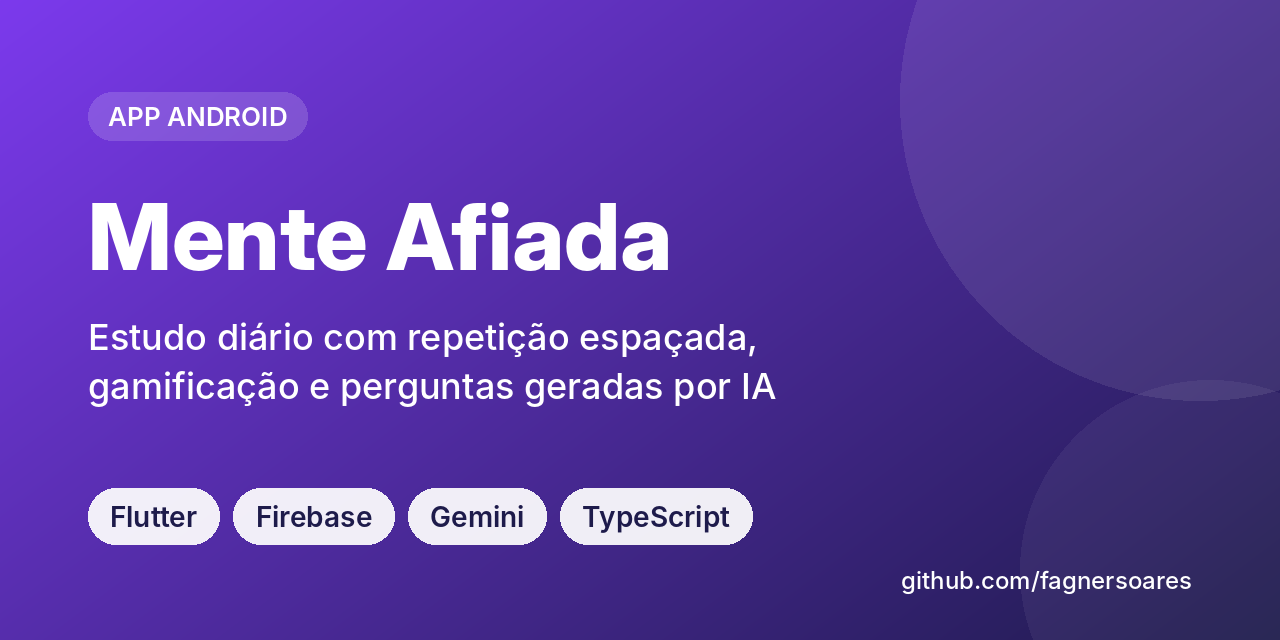 APP ANDROID
Mente Afiada
Estudo diário com repetição espaçada,
gamificação e perguntas geradas por IA
Flutter Firebase Gemini TypeScript
github.com/fagnersoares